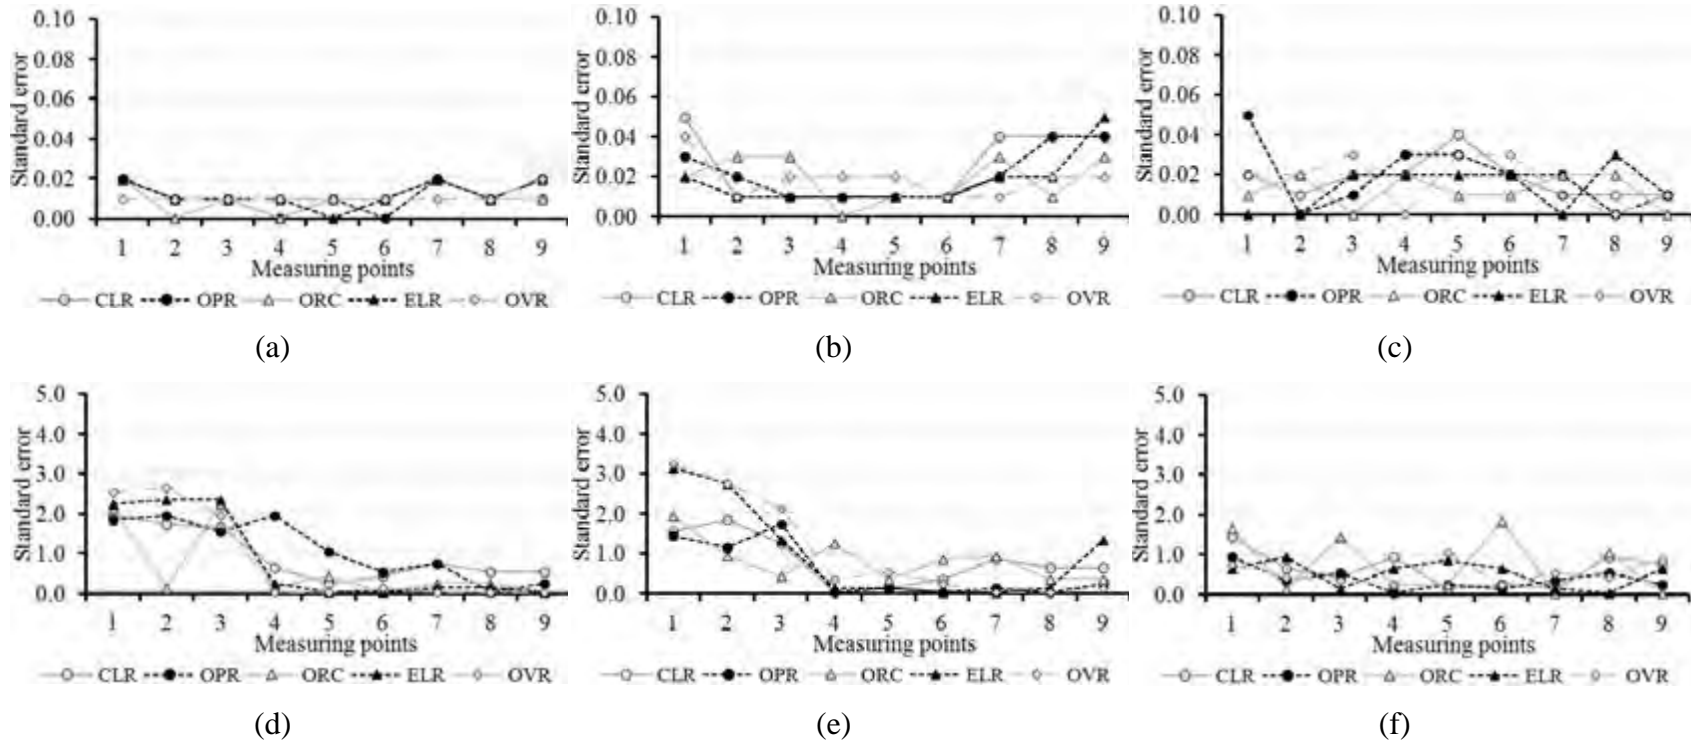 0.10
0.08
0.06
0.04
0.02
0.00
Standard error
1 2 3 4 5 6 7 8 9
Measuring points
CLR OPR ORC ELR OVR
(a)
0.10
0.08
0.06
0.04
0.02
0.00
Standard error
1 2 3 4 5 6 7 8 9
Measuring points
CLR OPR ORC ELR OVR
(b)
0.10
0.08
0.06
0.04
0.02
0.00
Standard error
1 2 3 4 5 6 7 8 9
Measuring points
CLR OPR ORC ELR OVR
(c)
5.0
4.0
3.0
2.0
1.0
0.0
Standard error
1 2 3 4 5 6 7 8 9
Measuring points
CLR OPR ORC ELR OVR
(d)
5.0
4.0
3.0
2.0
1.0
0.0
Standard error
1 2 3 4 5 6 7 8 9
Measuring points
CLR OPR ORC ELR OVR
(e)
5.0
4.0
3.0
2.0
1.0
0.0
Standard error
1 2 3 4 5 6 7 8 9
Measuring points
CLR OPR ORC ELR OVR
(f)